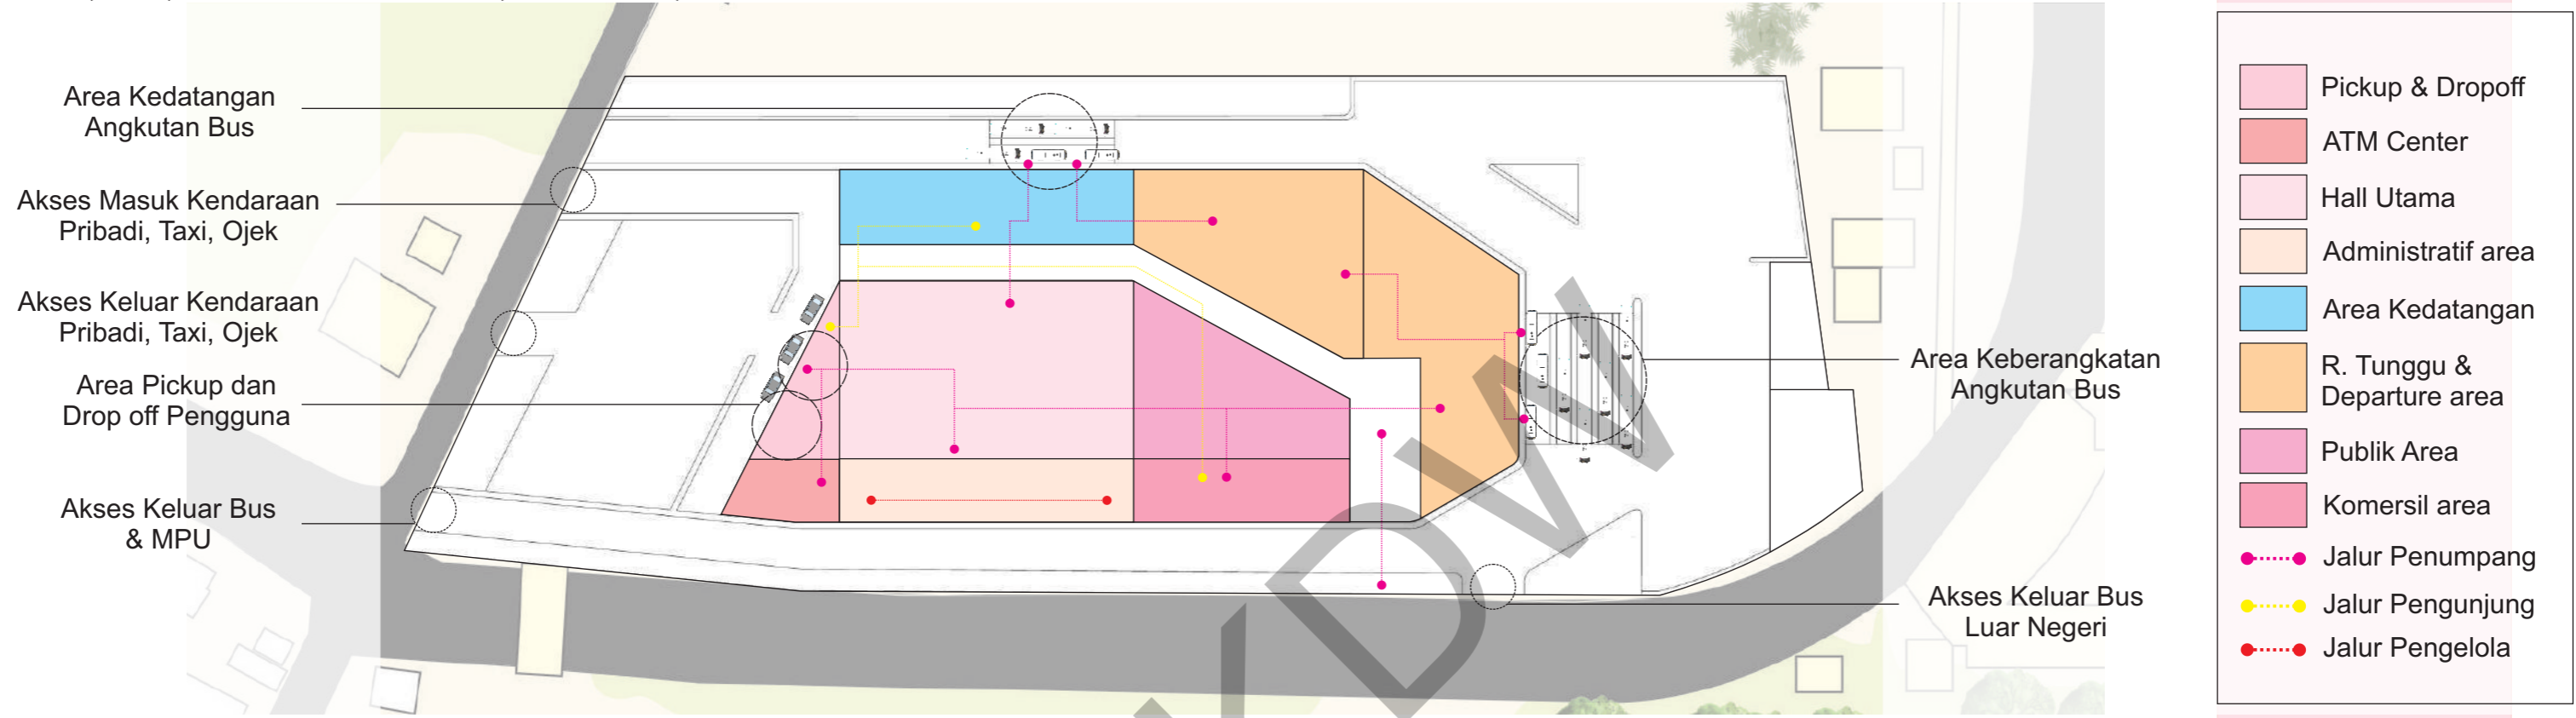 Area Kedatangan
Angkutan Bus
Akses Masuk Kendaraan
Pribadi, Taxi, Ojek
Akses Keluar Kendaraan
Pribadi, Taxi, Ojek
Area Pickup dan
Drop off Pengguna
Akses Keluar Bus
& MPU
Area Keberangkatan
Angkutan Bus
Akses Keluar Bus
Luar Negeri
KDW
Pickup & Dropoff
ATM Center
Hall Utama
Administratif area
Area Kedatangan
R. Tunggu &
Departure area
Publik Area
Komersil area
Jalur Penumpang
Jalur Pengunjung
Jalur Pengelola